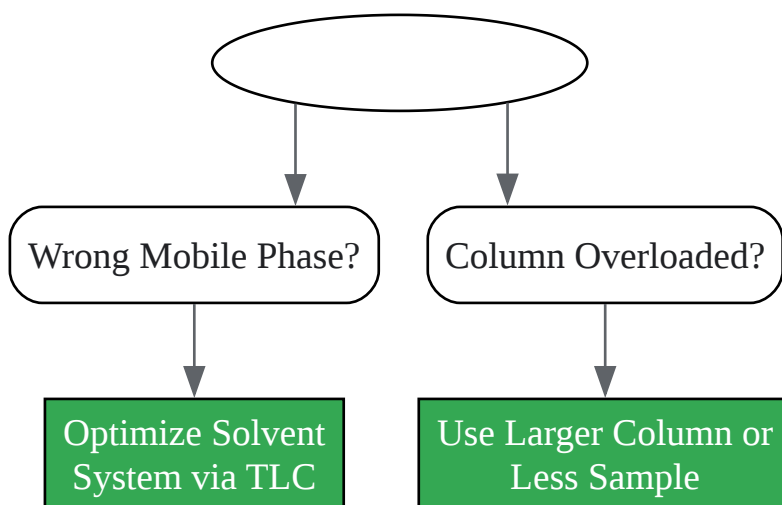 Wrong Mobile Phase?
Column Overloaded?
Optimize Solvent
System via TLC
Use Larger Column or
Less Sample